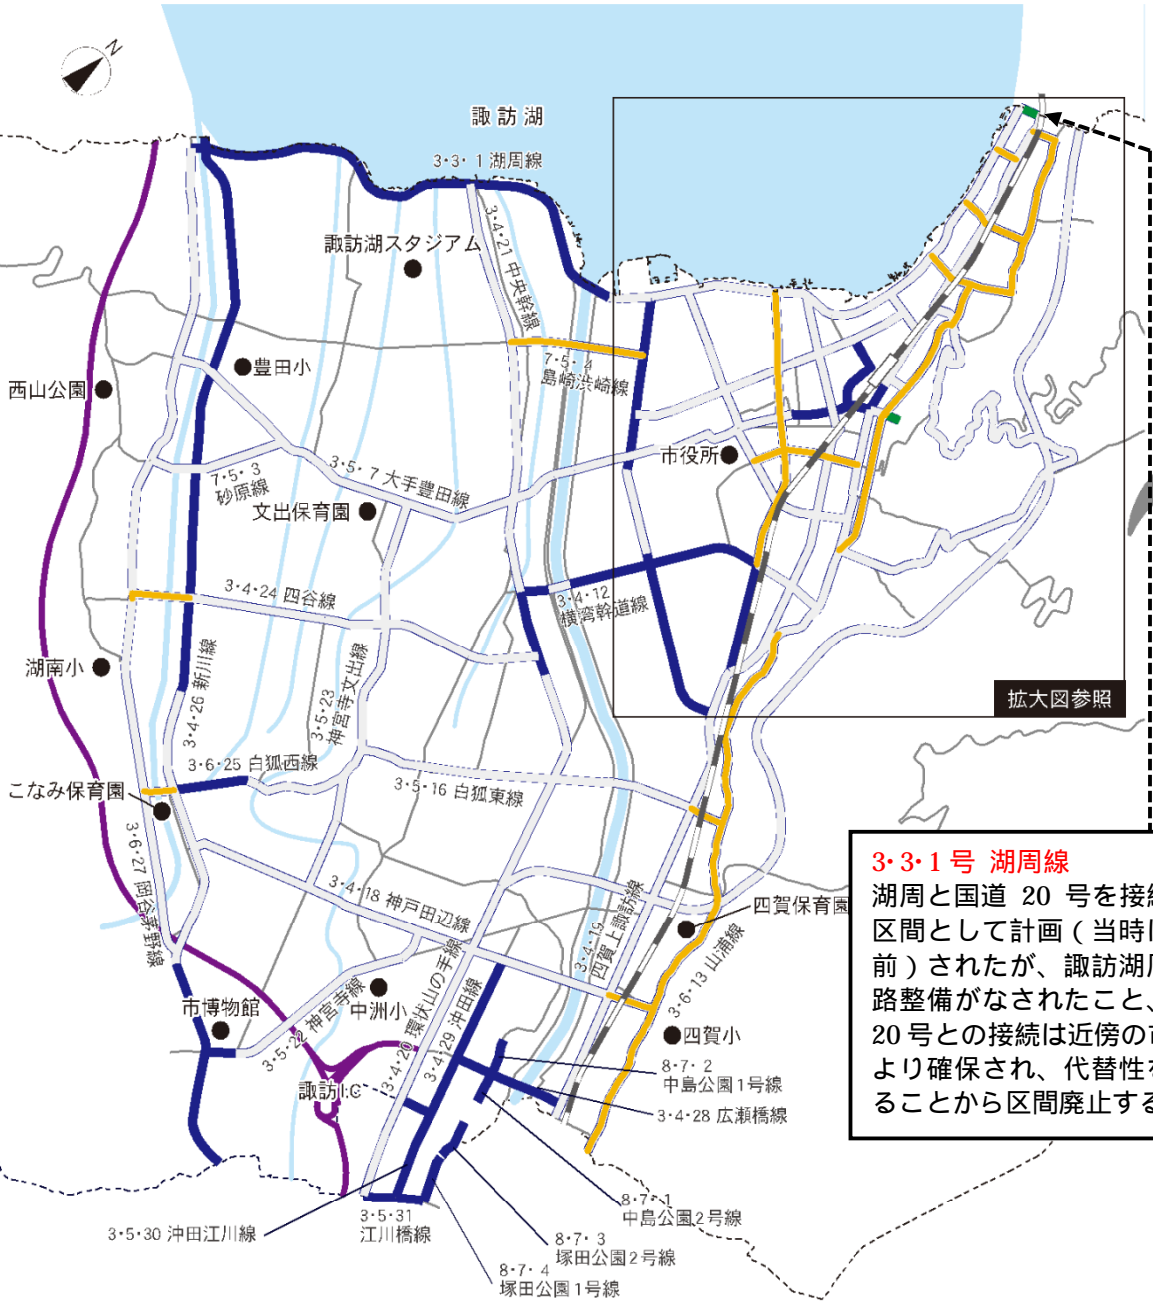 N
諏訪湖
3・3・1 湖周線
諏訪湖スタジアム
3・4・21 中央幹線
7・5・4
島崎渋崎線
豊田小
西山公園
市役所
3・5・7 大手豊田線
7・5・3
砂原線
文出保育園
3・4・24 四谷線
3・4・12
横湾幹道線
湖南小
3・4・26 新川線
3・5・23
神宮寺文出線
拡大図参照
3・6・25 白狐西線
3・5・16 白狐東線
こなみ保育園
3・6・27 岡谷茅野線
3・4・18 神戸田辺線
3・4・19
四賀上諏訪線
四賀保育園
3・6・13 山浦線
市博物館
3・5・22 神宮寺線
中洲小
3・4・20 環状山の手線
3・4・29 沖田線
四賀小
諏訪I.C
8・7・2
中島公園1号線
3・4・28 広瀬橋線
8・7・1
中島公園2号線
3・5・30 沖田江川線
3・5・31
江川橋線
8・7・3
塚田公園2号線
8・7・4
塚田公園1号線
3・3・1号 湖周線
湖周と国道 20 号を接続
区間として計画(当時
前)されたが、諏訪湖
路整備がなされたこと、
20 号との接続は近傍の
より確保され、代替性
ることから区間廃止する